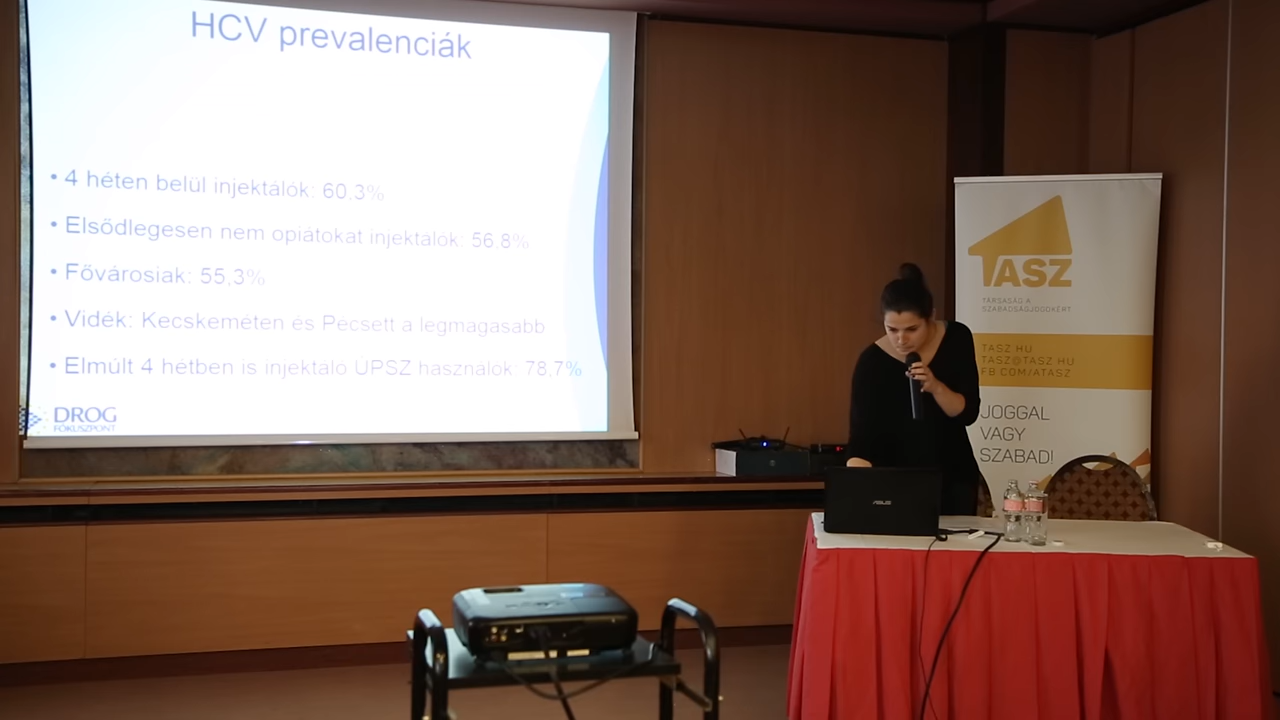 HCV prevalenciák
• 4 héten belül injektálók: 60.3%
• Elsődlegesen nem opiátokat injektálók: 56.8%
• Fővárosiak: 55,3%
• Vidék: Kecskeméten és Pecsett a legmagasabb
• Elmúlt 4 hétben is injektáló ÚPSZ használók: 78,7%
DROG
FÓKUSZPONT
TASZ
TÁRSASÁG A
SZABADSÁGJOGOKÉRT
TASZ.HU
TASZ@TASZ.HU
FB.COM/ATASZ
JOGGAL
VAGY
SZABAD!
ASUS